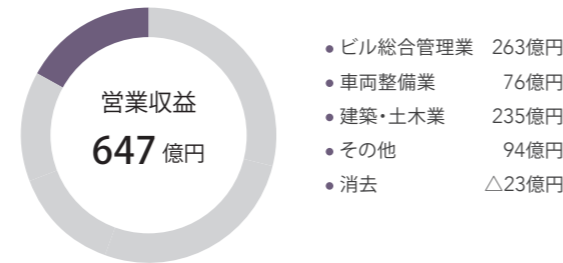 営業収益
647 億円
● ビル総合管理業 263億円
● 車両整備業 76億円
● 建築・土木業 235億円
● その他 94億円
● 消去 △23億円